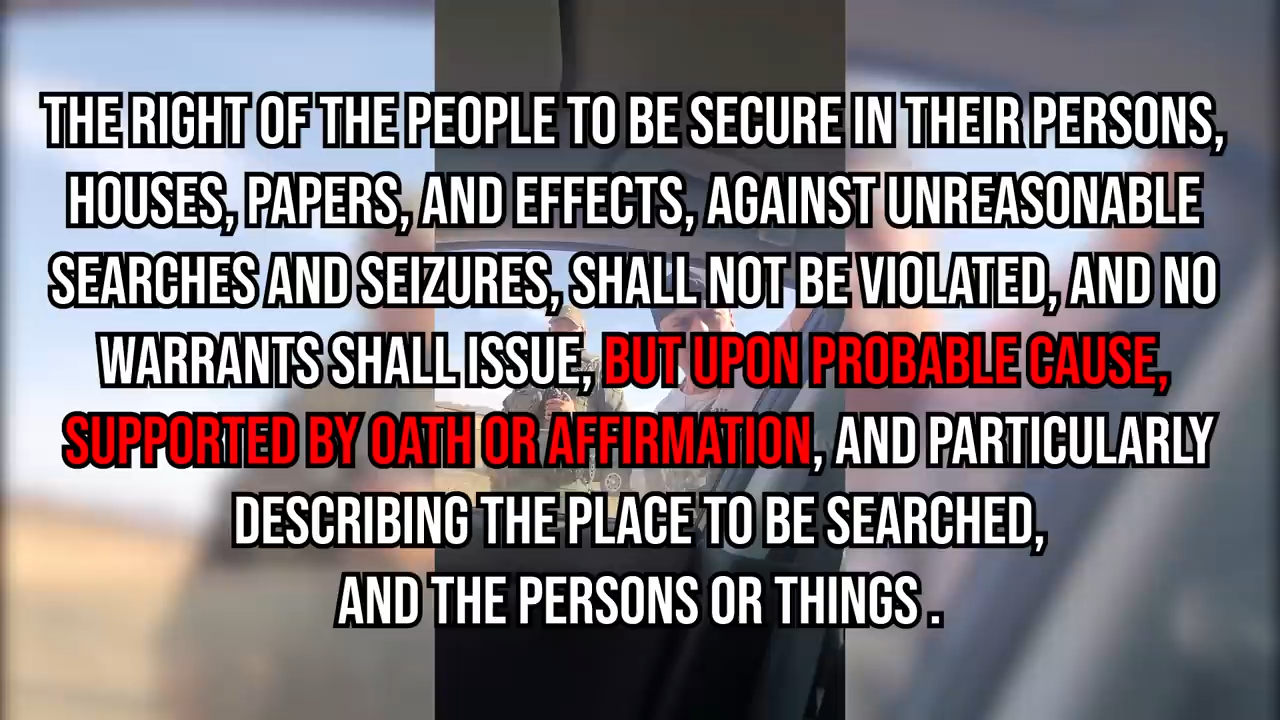 THE RIGHT OF THE PEOPLE TO BE SECURE IN THEIR PERSONS,
HOUSES, PAPERS, AND EFFECTS, AGAINST UNREASONABLE
SEARCHES AND SEIZURES, SHALL NOT BE VIOLATED, AND NO
WARRANTS SHALL ISSUE, BUT UPON PROBABLE CAUSE,
SUPPORTED BY OATH OR AFFIRMATION, AND PARTICULARLY
DESCRIBING THE PLACE TO BE SEARCHED,
AND THE PERSONS OR THINGS .